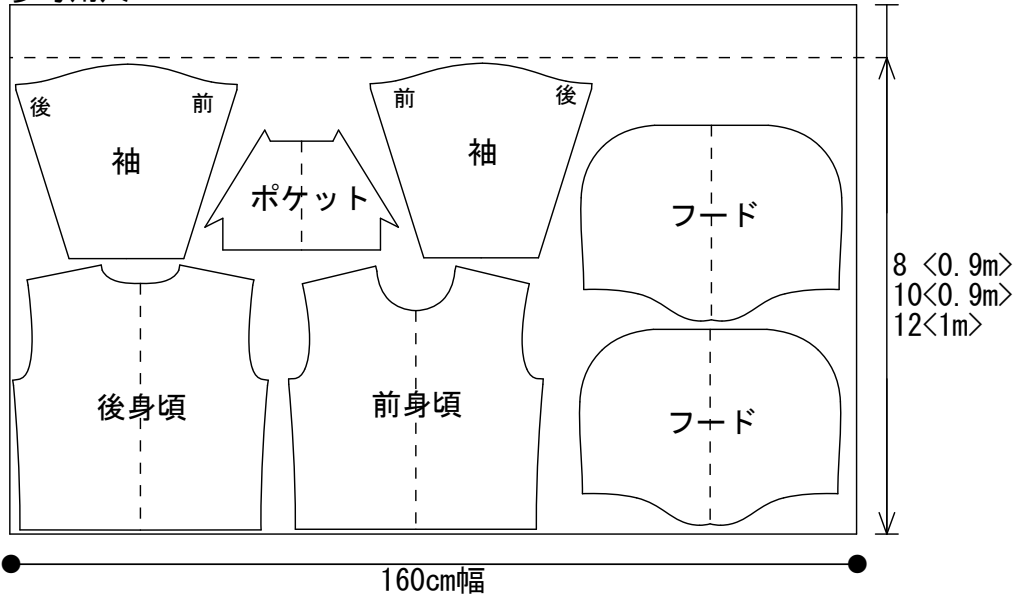 後 前 前 後
袖 袖
ポケット フード
8 <0.9m>
10<0.9m>
12<1m>
後身頃 前身頃 フード
160cm幅